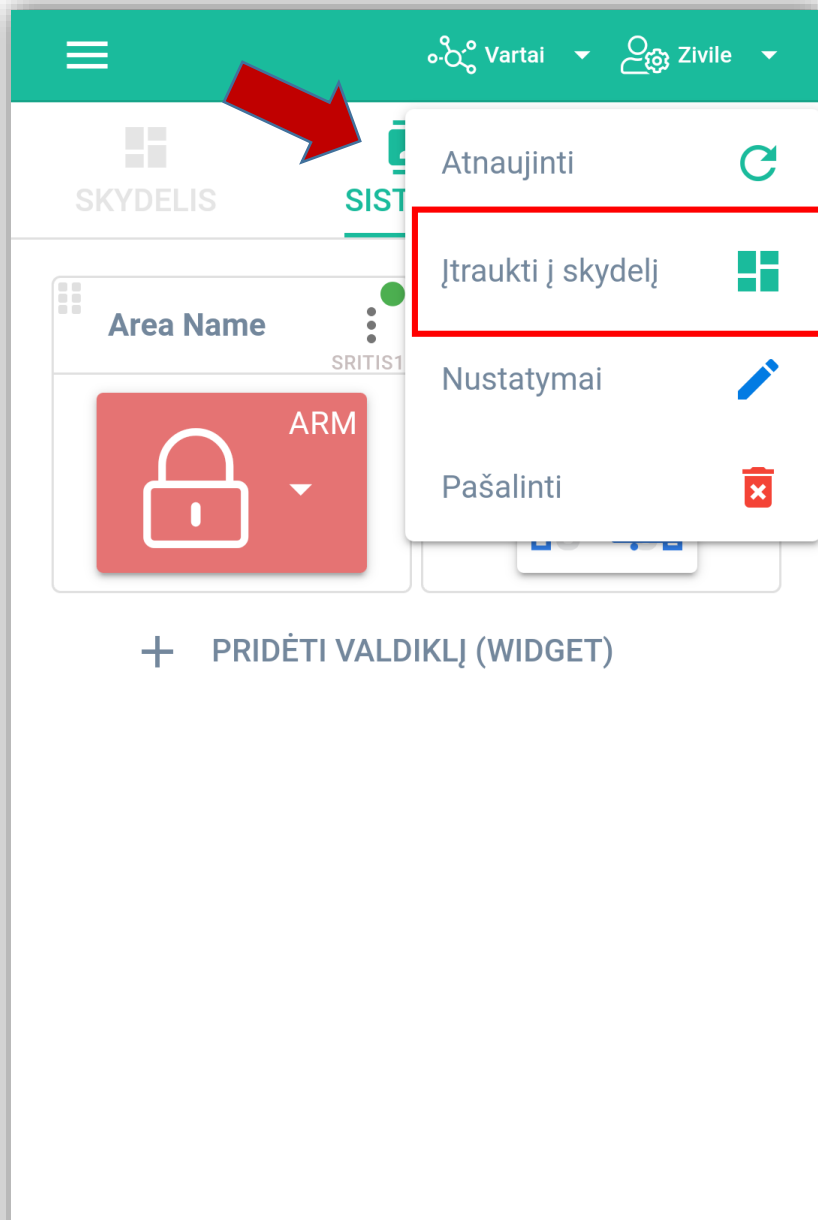 Vartai
Zivile
SKYDELIS
SIST
Atnaujinti
Įtraukti į skydelį
Nustatymai
Pašalinti
Area Name
SRITIS1
ARM
PRIDĖTI VALDIKLĮ (WIDGET)